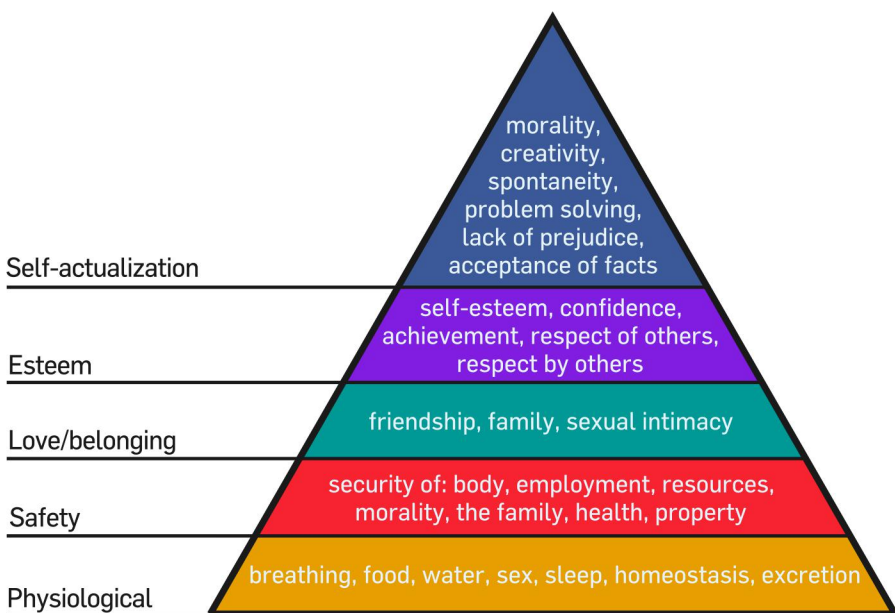 morality,
creativity,
spontaneity,
problem solving,
lack of prejudice,
acceptance of facts
Self-actualization
self-esteem, confidence,
achievement, respect of others,
respect by others
Esteem
friendship, family, sexual intimacy
Love/belonging
security of: body, employment, resources,
morality, the family, health, property
Safety
breathing, food, water, sex, sleep, homeostasis, excretion
Physiological